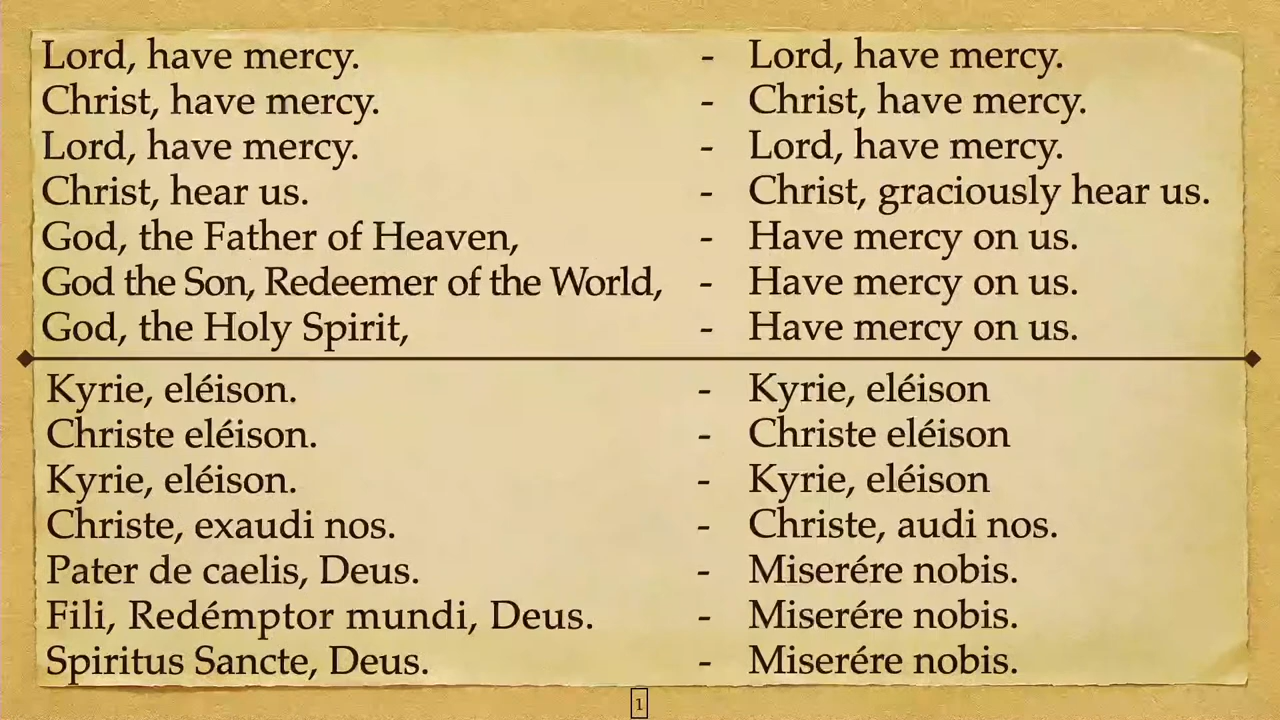 Lord, have mercy. - Lord, have mercy.
Christ, have mercy. - Christ, have mercy.
Lord, have mercy. - Lord, have mercy.
Christ, hear us. - Christ, graciously hear us.
God, the Father of Heaven, - Have mercy on us.
God the Son, Redeemer of the World, - Have mercy on us.
God, the Holy Spirit, - Have mercy on us.
Kyrie, eléison. - Kyrie, eléison
Christe eléison. - Christe eléison
Kyrie, eléison. - Kyrie, eléison
Christe, exaudi nos. - Christe, audi nos.
Pater de caelis, Deus. - Miserére nobis.
Fili, Redémptor mundi, Deus. - Miserére nobis.
Spiritus Sancte, Deus. - Miserére nobis.
1